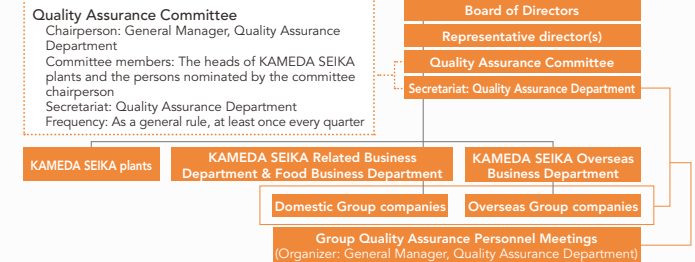 Quality Assurance Committee
Chairperson: General Manager, Quality Assurance
Department
Committee members: The heads of KAMEDA SEIKA
plants and the persons nominated by the committee
chairperson
Secretariat: Quality Assurance Department
Frequency: As a general rule, at least once every quarter
Board of Directors
Representative director(s)
Quality Assurance Committee
Secretariat: Quality Assurance Department
KAMEDA SEIKA plants
KAMEDA SEIKA Related Business
Department & Food Business Department
KAMEDA SEIKA Overseas
Business Department
Domestic Group companies
Overseas Group companies
Group Quality Assurance Personnel Meetings
(Organizer: General Manager, Quality Assurance Department)